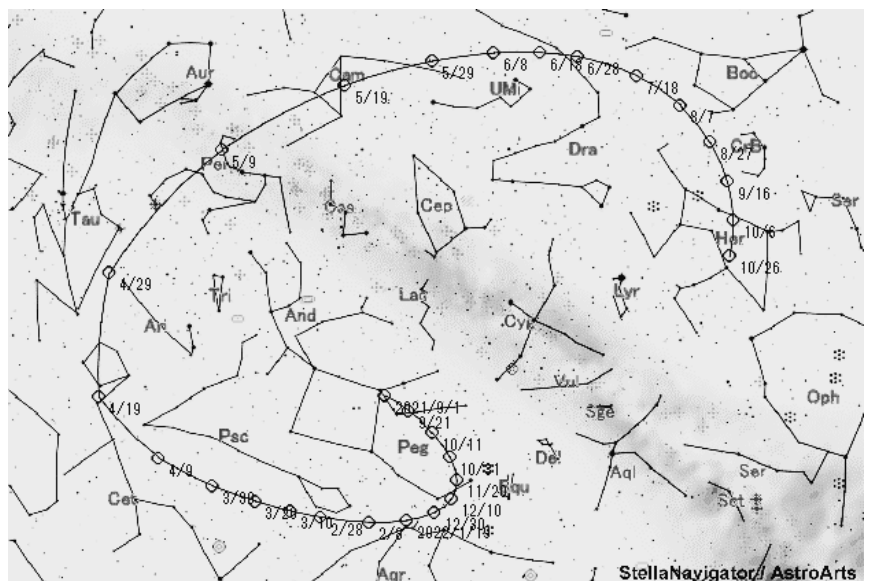 6/8
6/18
5/29
6/28
Aur
Cam
Boo
UMi
7/18
5/19
8/7
CrB
Dra
Per
5/9
8/27
9/16
Cas
Cep
Ser
Tau
10/6
Her
10/26
4/29
Tri
Lac
Lyr
And
Ari
Cyg
Vul
2021/9/1
Oph
4/19
Sge
9/21
Psc
Peg
10/11
Del
4/9
10/31
Aql
Ser
Equ
11/20
Cet
3/30
Sct
3/20
12/10
3/10
12/30
2/28
2/8
2022/1/19
Aqr
StellaNavigator / AstroArts